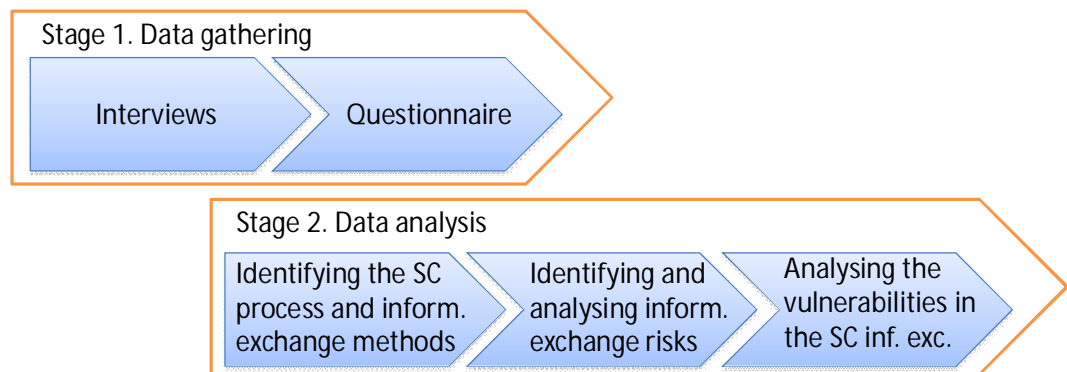 Stage 1. Data gathering
Interviews
Questionnaire
Stage 2. Data analysis
Identifying the SC
process and inform.
exchange methods
Identifying and
analysing inform.
exchange risks
Analysing the
vulnerabilities in
the SC inf. exc.